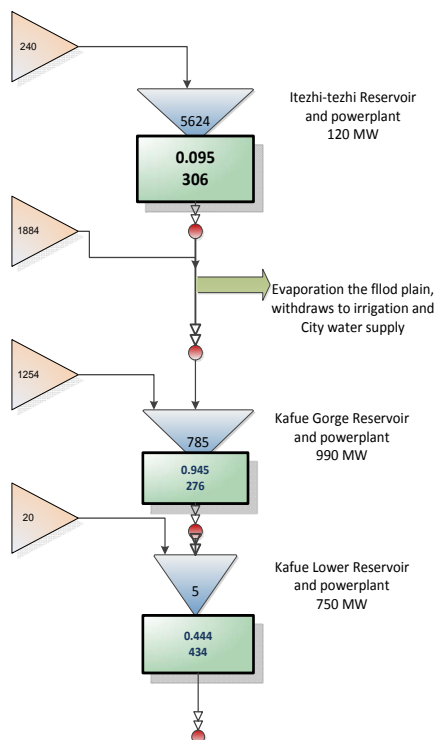 240
5624
Itezhi-tezhi Reservoir
and powerplant
120 MW
0.095
306
1884
Evaporation the fllod plain,
withdraws to irrigation and
City water supply
1254
785
Kafue Gorge Reservoir
and powerplant
990 MW
0.945
276
20
5
Kafue Lower Reservoir
and powerplant
750 MW
0.444
434